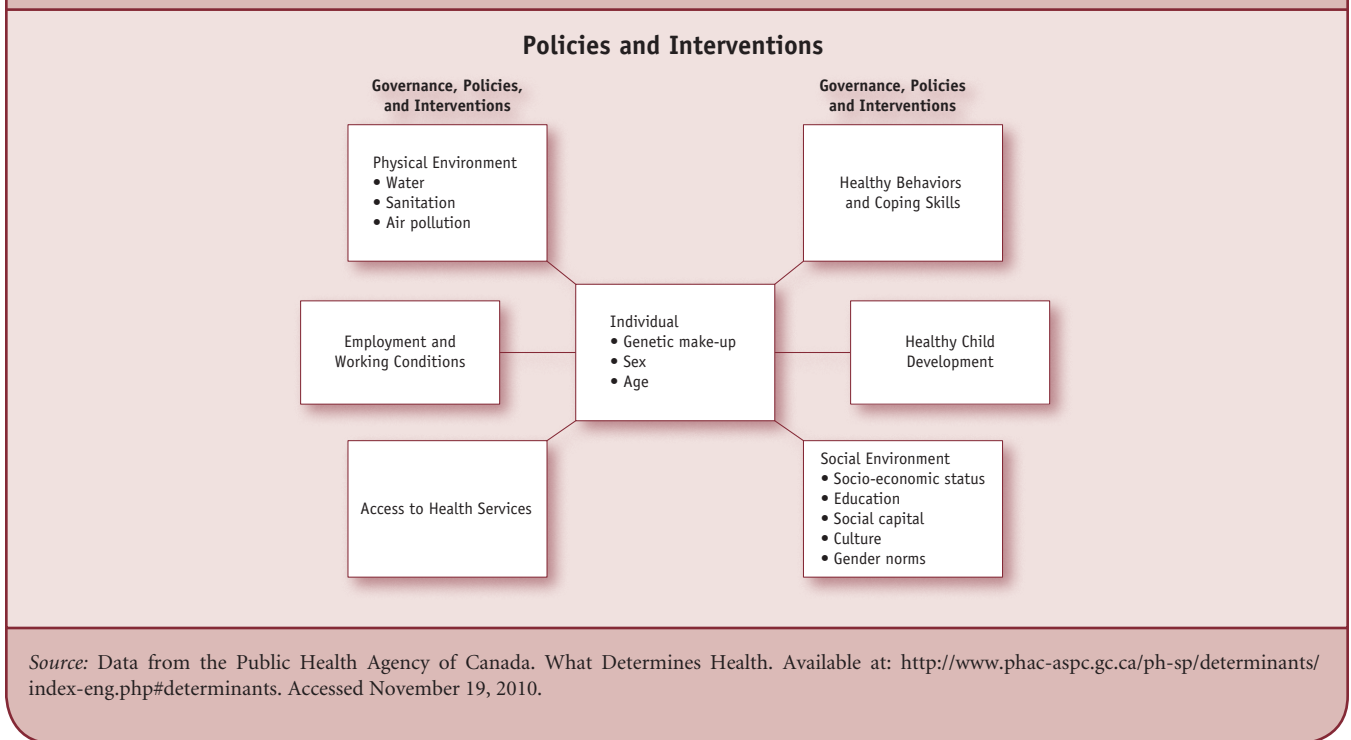 Policies and Interventions
Governance, Policies,
and Interventions
Governance, Policies
and Interventions
Physical Environment
• Water
• Sanitation
• Air pollution
Healthy Behaviors
and Coping Skills
Employment and
Working Conditions
Individual
• Genetic make-up
• Sex
• Age
Healthy Child
Development
Access to Health Services
Social Environment
• Socio-economic status
• Education
• Social capital
• Culture
• Gender norms
Source: Data from the Public Health Agency of Canada. What Determines Health. Available at: http://www.phac-aspc.gc.ca/ph-sp/determinants/
index-eng.php#determinants. Accessed November 19, 2010.